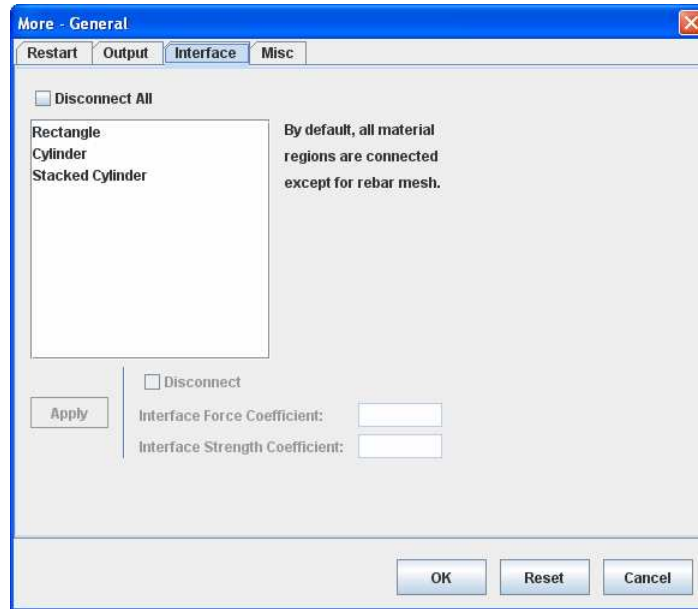 More - General
Restart Output Interface Misc
Disconnect All
Rectangle
Cylinder
Stacked Cylinder
By default, all material
regions are connected
except for rebar mesh.
Disconnect
Apply
Interface Force Coefficient:
Interface Strength Coefficient:
OK Reset Cancel